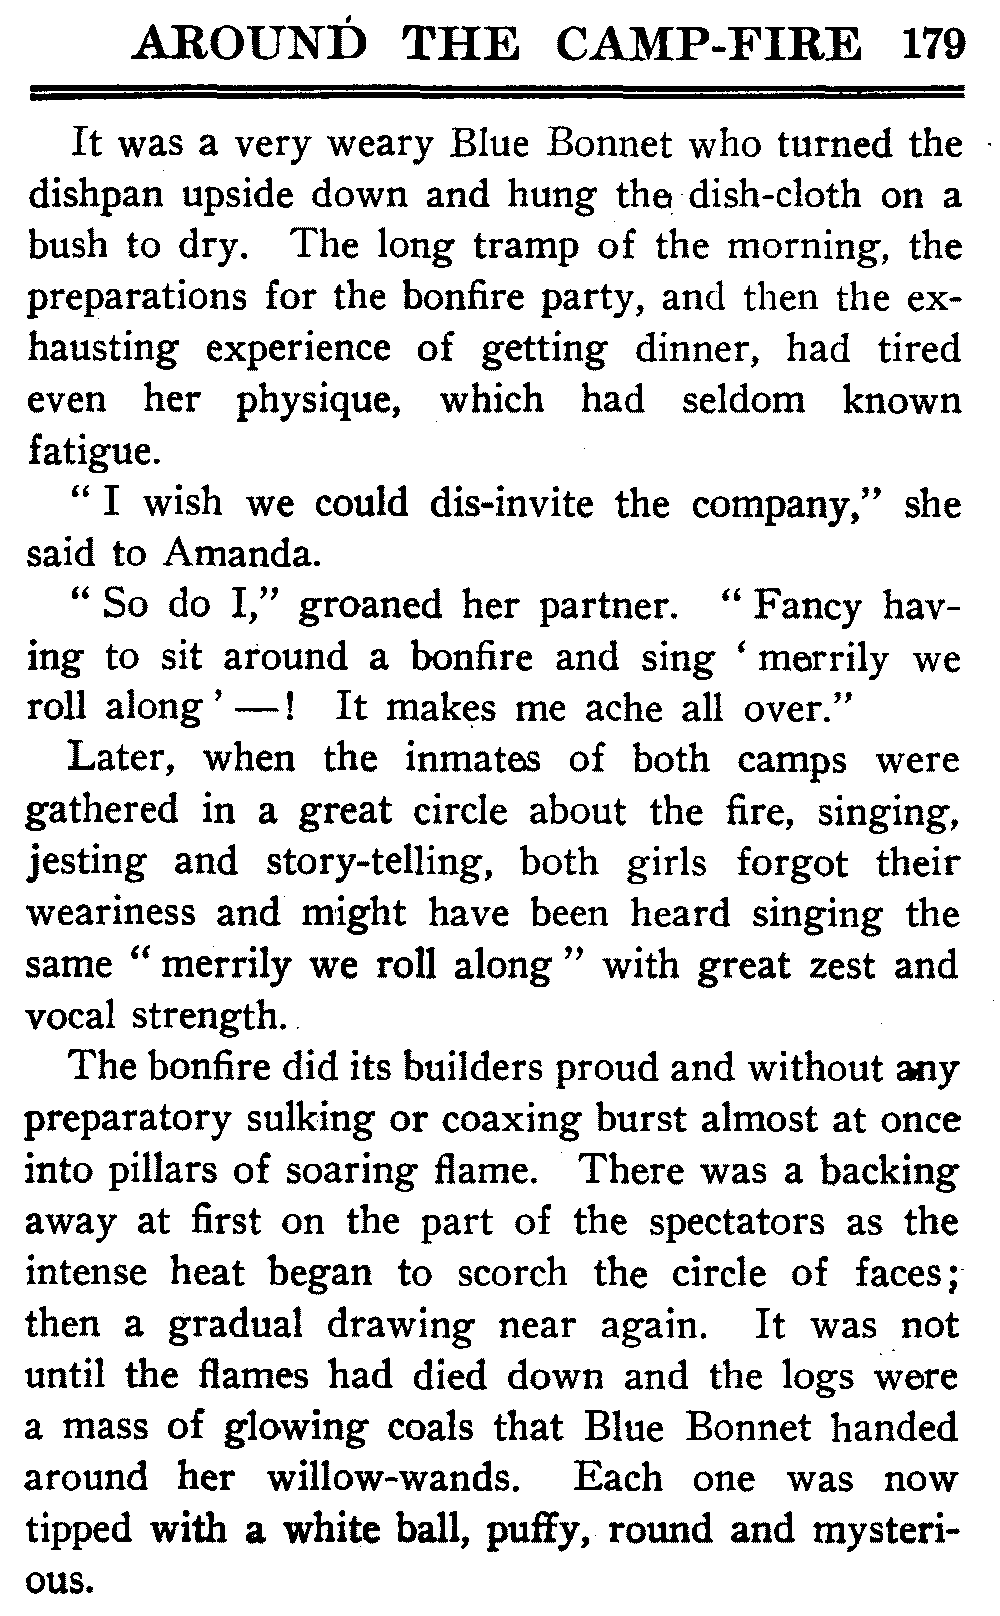 AROUND THE CAMP-FIRE 179
It was a very weary Blue Bonnet who turned the
dishpan upside down and hung the dish-cloth on a
bush to dry. The long tramp of the morning, the
preparations for the bonfire party, and then the ex-
hausting experience of getting dinner, had tired
even her physique, which had seldom known
fatigue.
" I wish we could dis-invite the company," she
said to Amanda.
" So do I," groaned her partner. " Fancy hav-
ing to sit around a bonfire and sing ' merrily we
roll along ' —! It makes me ache all over."
Later, when the inmates of both camps were
gathered in a great circle about the fire, singing,
jesting and story-telling, both girls forgot their
weariness and might have been heard singing the
same " merrily we roll along " with great zest and
vocal strength.
The bonfire did its builders proud and without any
preparatory sulking or coaxing burst almost at once
into pillars of soaring flame. There was a backing
away at first on the part of the spectators as the
intense heat began to scorch the circle of faces;
then a gradual drawing near again. It was not
until the flames had died down and the logs were
a mass of glowing coals that Blue Bonnet handed
around her willow-wands. Each one was now
tipped with a white ball, puffy, round and mysteri-
ous.